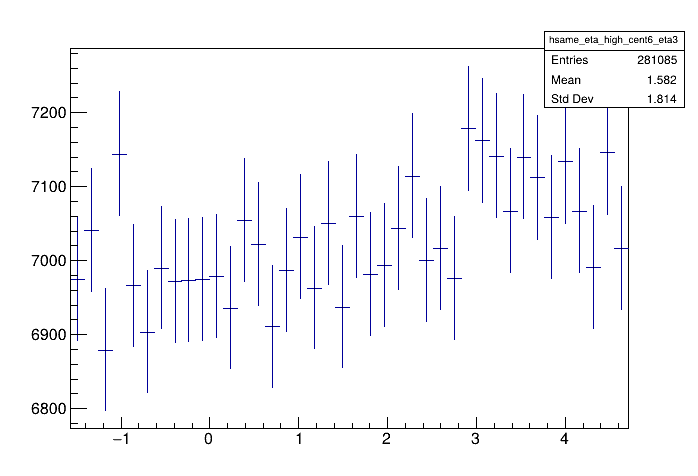 hsame_eta_high_cent6_eta3
Entries 281085
Mean 1.582
Std Dev 1.814
7200
7100
7000
6900
6800
−1 0 1 2 3 4